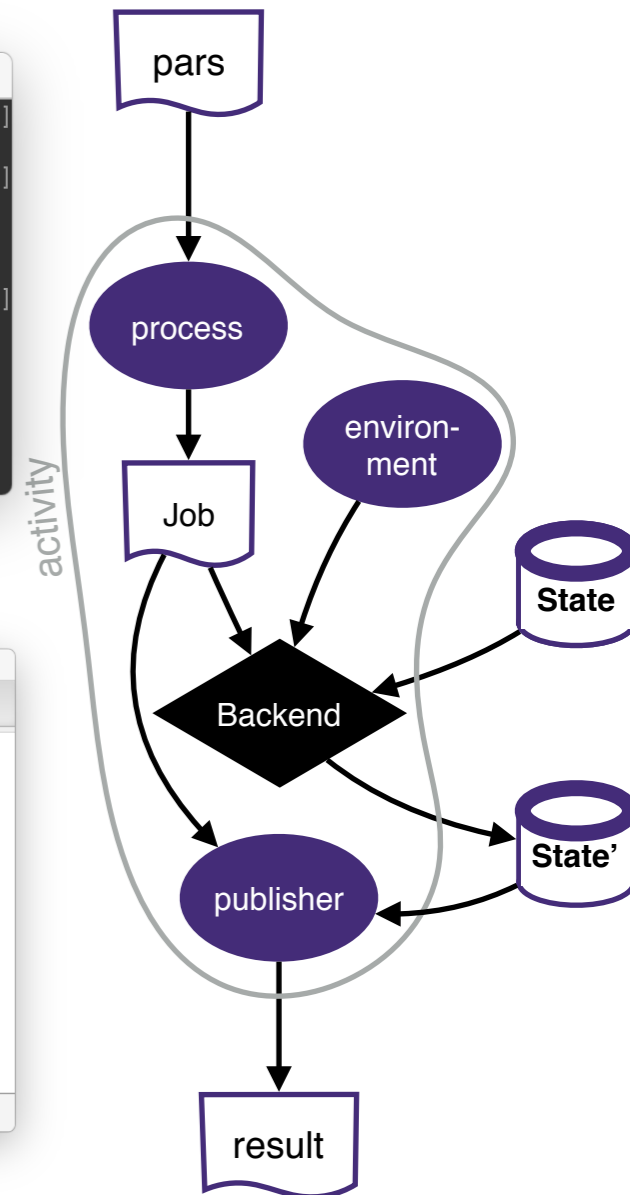 pars
]
]
]
process
environ-
ment
activity
Job
State
Backend
State’
publisher
result